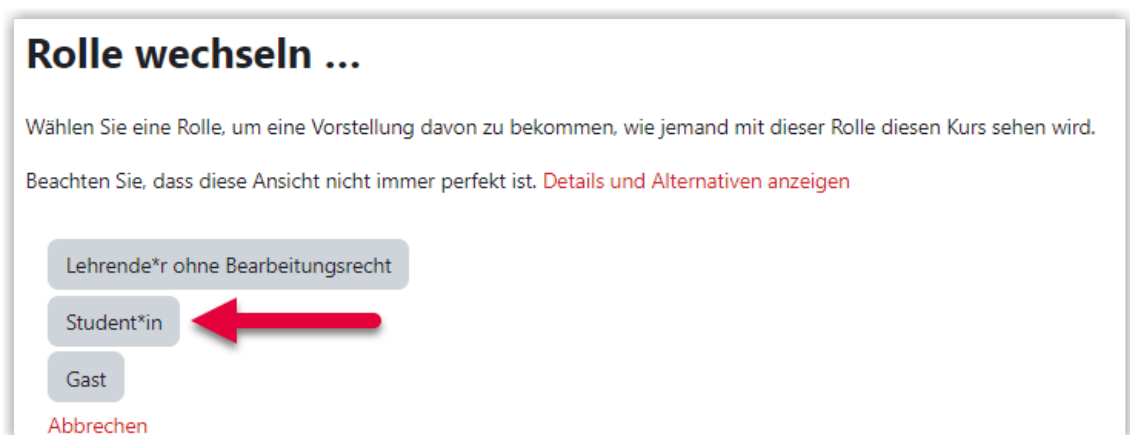 Rolle wechseln ...
Wählen Sie eine Rolle, um eine Vorstellung davon zu bekommen, wie jemand mit dieser Rolle diesen Kurs sehen wird.
Beachten Sie, dass diese Ansicht nicht immer perfekt ist. Details und Alternativen anzeigen
Lehrende*r ohne Bearbeitungsrecht
Student*in
Gast
Abbrechen